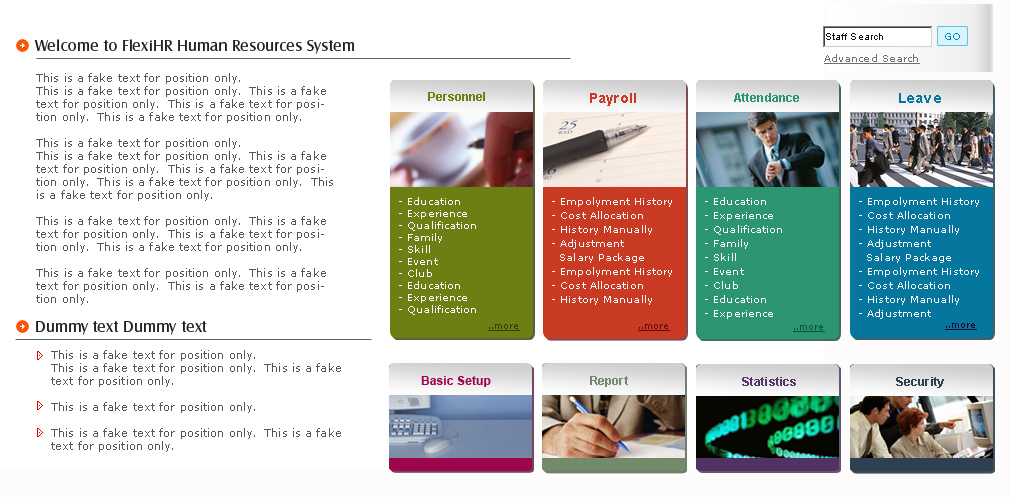 Staff Search
GO
Advanced Search
Welcome to FlexiHR Human Resources System
This is a fake text for position only.
This is a fake text for position only.  This is a fake
text for position only.  This is a fake text for posi-
tion only.  This is a fake text for position only.
This is a fake text for position only.
This is a fake text for position only.  This is a fake
text for position only.  This is a fake text for posi-
tion only.  This is a fake text for position only.  This
is a fake text for position only.
This is a fake text for position only.  This is a fake
text for position only.  This is a fake text for posi-
tion only.  This is a fake text for position only.
This is a fake text for position only.  This is a fake
text for position only.  This is a fake text for posi-
tion only.
Dummy text Dummy text
This is a fake text for position only.
This is a fake text for position only.  This is a fake
text for position only.
This is a fake text for position only.
This is a fake text for position only.  This is a fake
text for position only.
Personnel
- Education
- Experience
- Qualification
- Family
- Skill
- Event
- Club
- Education
- Experience
- Qualification
..more
Payroll
25
WED
- Empolyment History
- Cost Allocation
- History Manually
- Adjustment
Salary Package
- Empolyment History
- Cost Allocation
- History Manually
..more
Attendance
- Education
- Experience
- Qualification
- Family
- Skill
- Event
- Club
- Education
- Experience
..more
Leave
- Empolyment History
- Cost Allocation
- History Manually
- Adjustment
Salary Package
- Empolyment History
- Cost Allocation
- History Manually
- Adjustment
..more
Basic Setup
Report
Statistics
Security